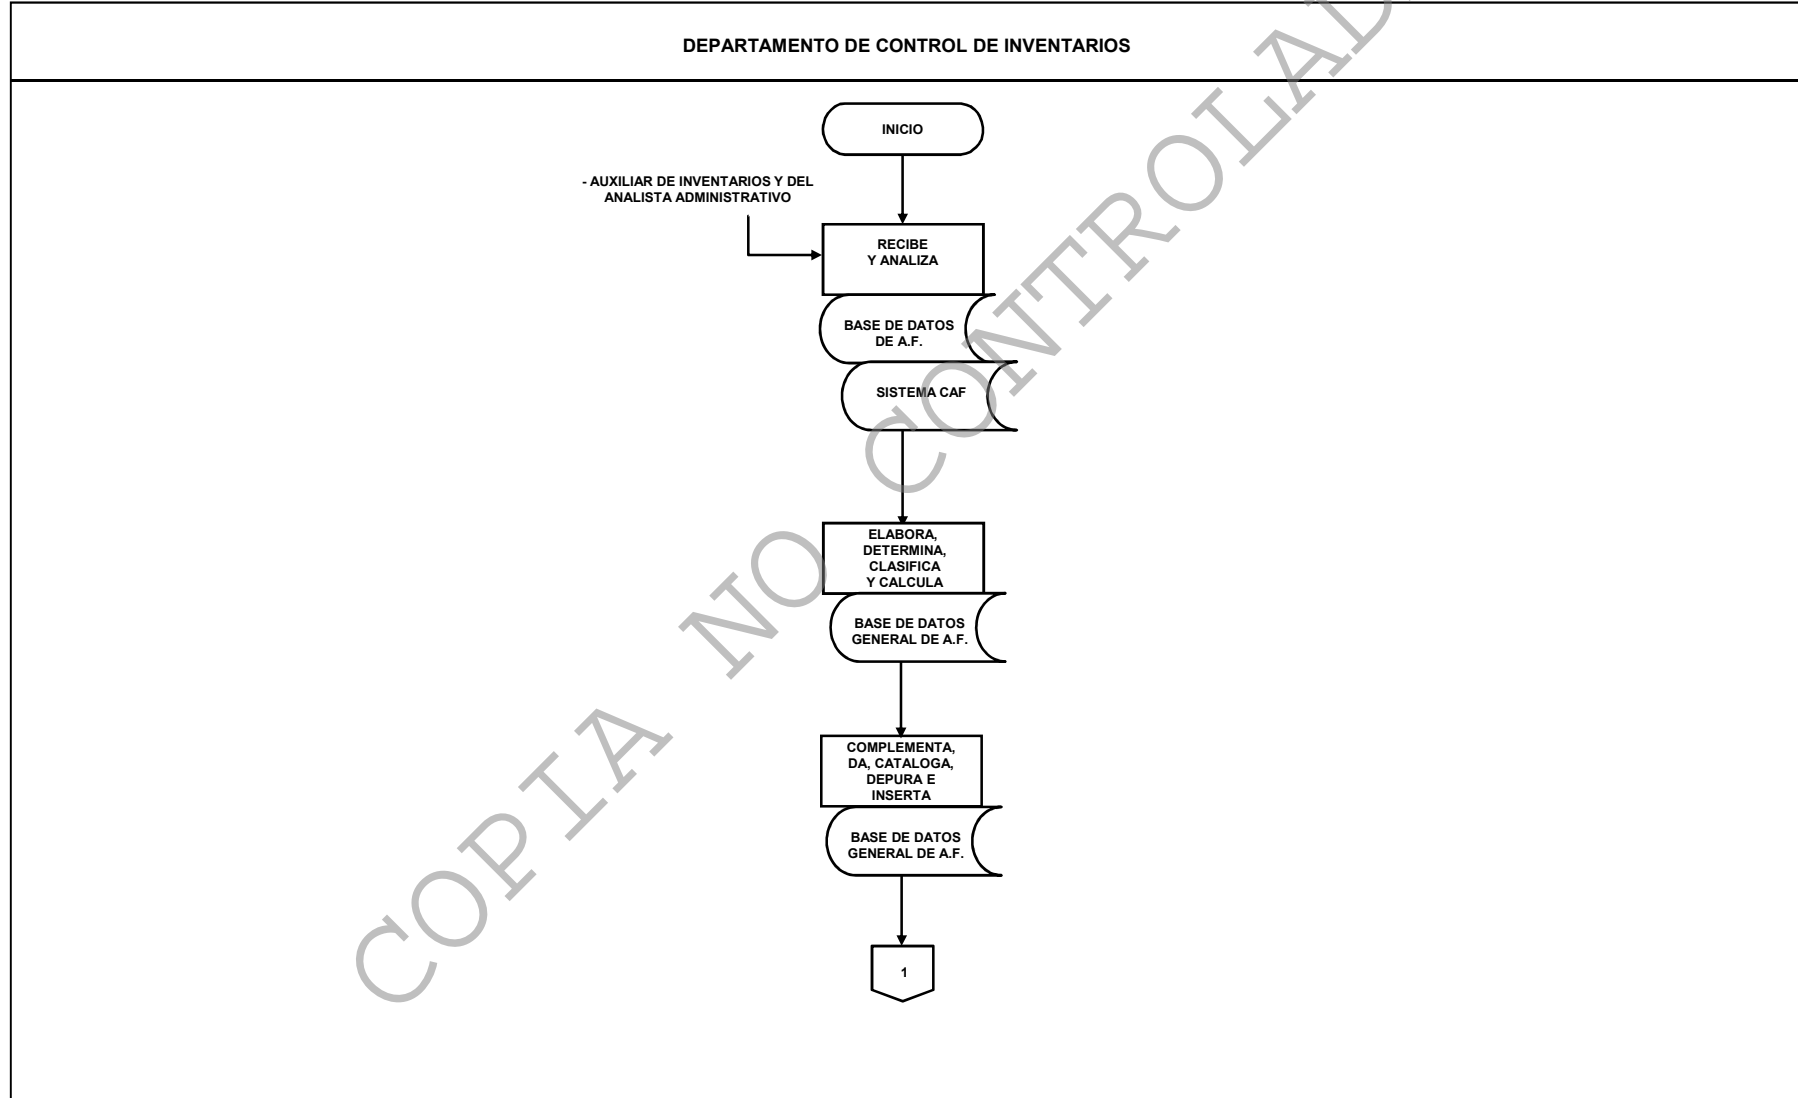 DEPARTAMENTO DE CONTROL DE INVENTARIOS
INICIO
- AUXILIAR DE INVENTARIOS Y DEL
ANALISTA ADMINISTRATIVO
RECIBE
Y ANALIZA
BASE DE DATOS
DE A.F.
SISTEMA CAF
ELABORA,
DETERMINA,
CLASIFICA
Y CALCULA
BASE DE DATOS
GENERAL DE A.F.
COMPLEMENTA,
DA, CATALOGA,
DEPURA E
INSERTA
BASE DE DATOS
GENERAL DE A.F.
1
COPIA NO CONTROLAD